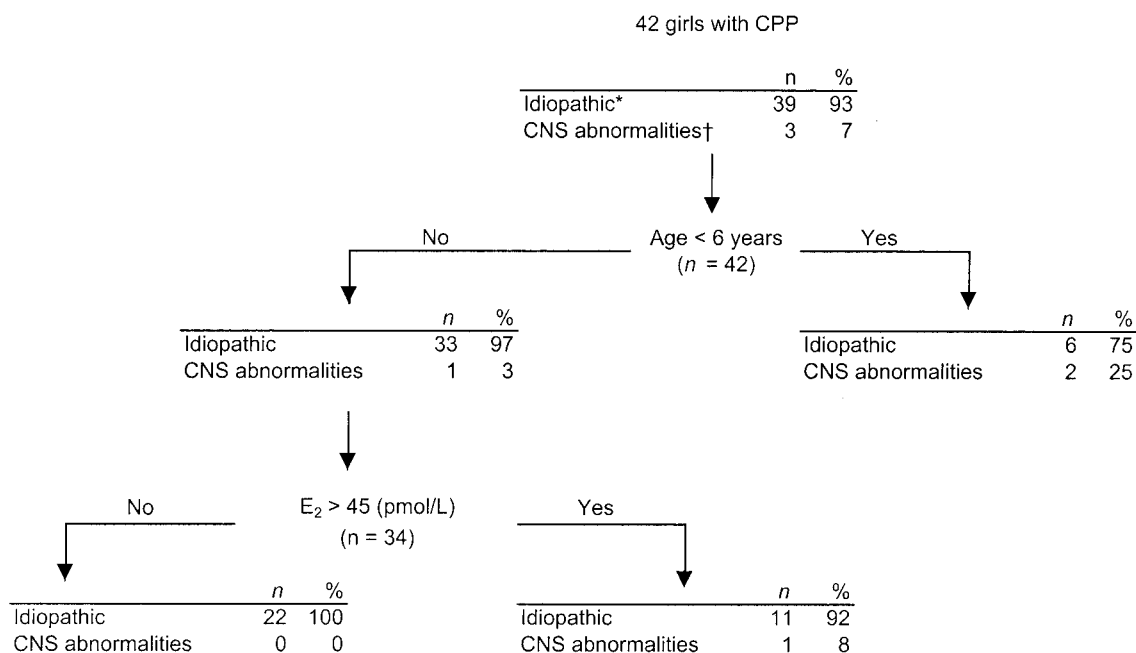 42 girls with CPP
n %
Idiopathic* 39 93
CNS abnormalities† 3 7
No Age < 6 years Yes
(n = 42)
n %
Idiopathic 33 97
CNS abnormalities 1 3
n %
Idiopathic 6 75
CNS abnormalities 2 25
No E₂ > 45 (pmol/L) Yes
(n = 34)
n %
Idiopathic 22 100
CNS abnormalities 0 0
n %
Idiopathic 11 92
CNS abnormalities 1 8